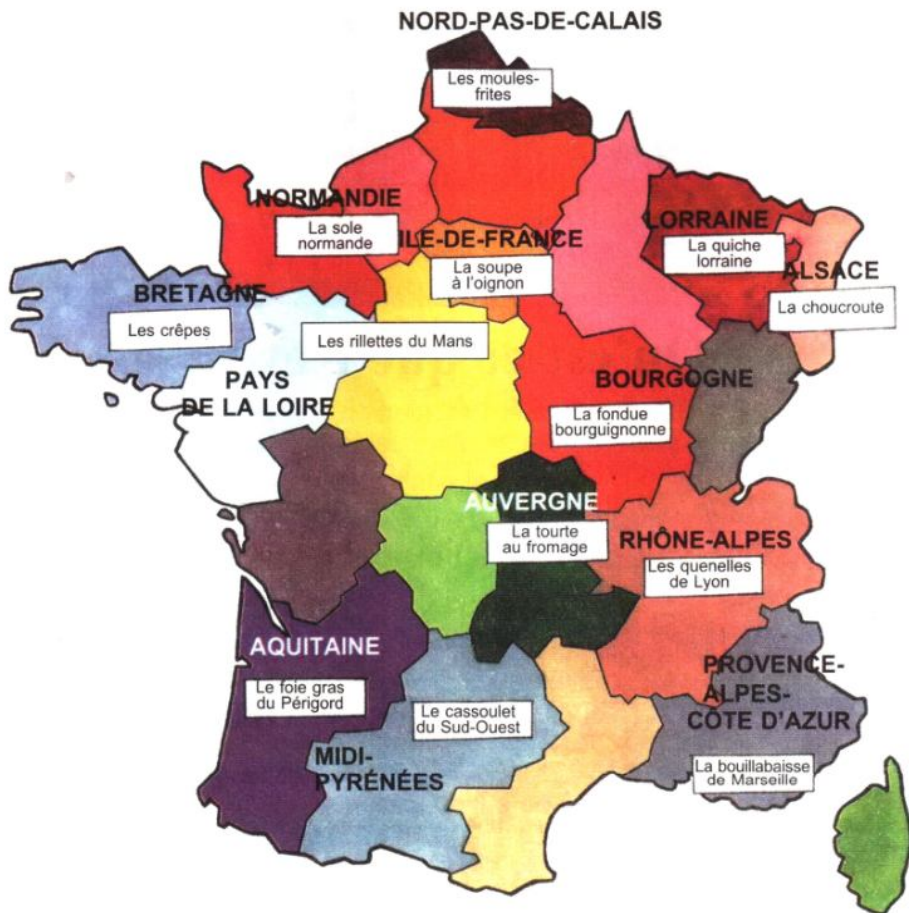 NORD-PAS-DE-CALAIS
Les moules-
frites
NORMANDIE
La sole
normande
ILE-DE-FRANCE
La soupe
à l'oignon
LORRAINE
La quiche
lorraine
ALSACE
La choucroute
BRETAGNE
Les crêpes
Les rillettes du Mans
PAYS
DE LA LOIRE
BOURGOGNE
La fondue
bourguignonne
AUVERGNE
La tourte
au fromage
RHÔNE-ALPES
Les quenelles
de Lyon
AQUITAINE
Le foie gras
du Périgord
Le cassoulet
du Sud-Ouest
MIDI-
PYRÉNÉES
PROVENCE-
ALPES-
CÔTE D'AZUR
La bouillabaisse
de Marseille